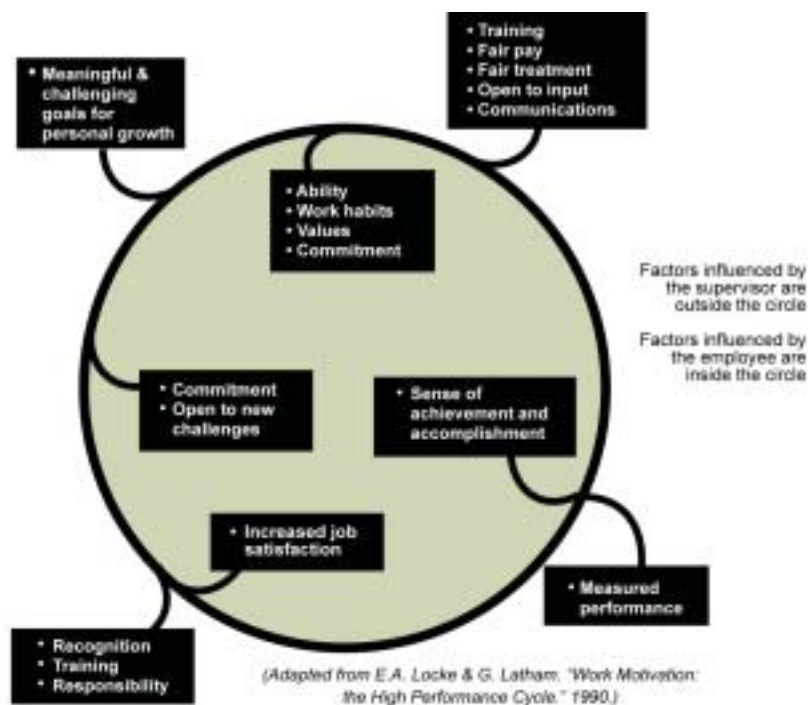 • Training
• Fair pay
• Fair treatment
• Open to input
• Communications
• Meaningful &
challenging
goals for
personal growth
• Ability
• Work habits
• Values
• Commitment
Factors influenced by
the supervisor are
outside the circle
Factors influenced by
the employee are
inside the circle
• Commitment
• Open to new
challenges
• Sense of
achievement and
accomplishment
• Increased job
satisfaction
• Measured
performance
• Recognition
• Training
• Responsibility
(Adapted from E.A. Locke & G. Latham. "Work Motivation:
the High Performance Cycle." 1990.)